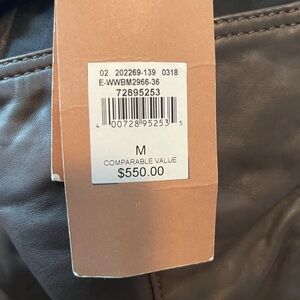 02 202269-139 0318
E-WWBM2966-36
72895253
4 00728 95253 5
M
COMPARABLE VALUE
$550.00